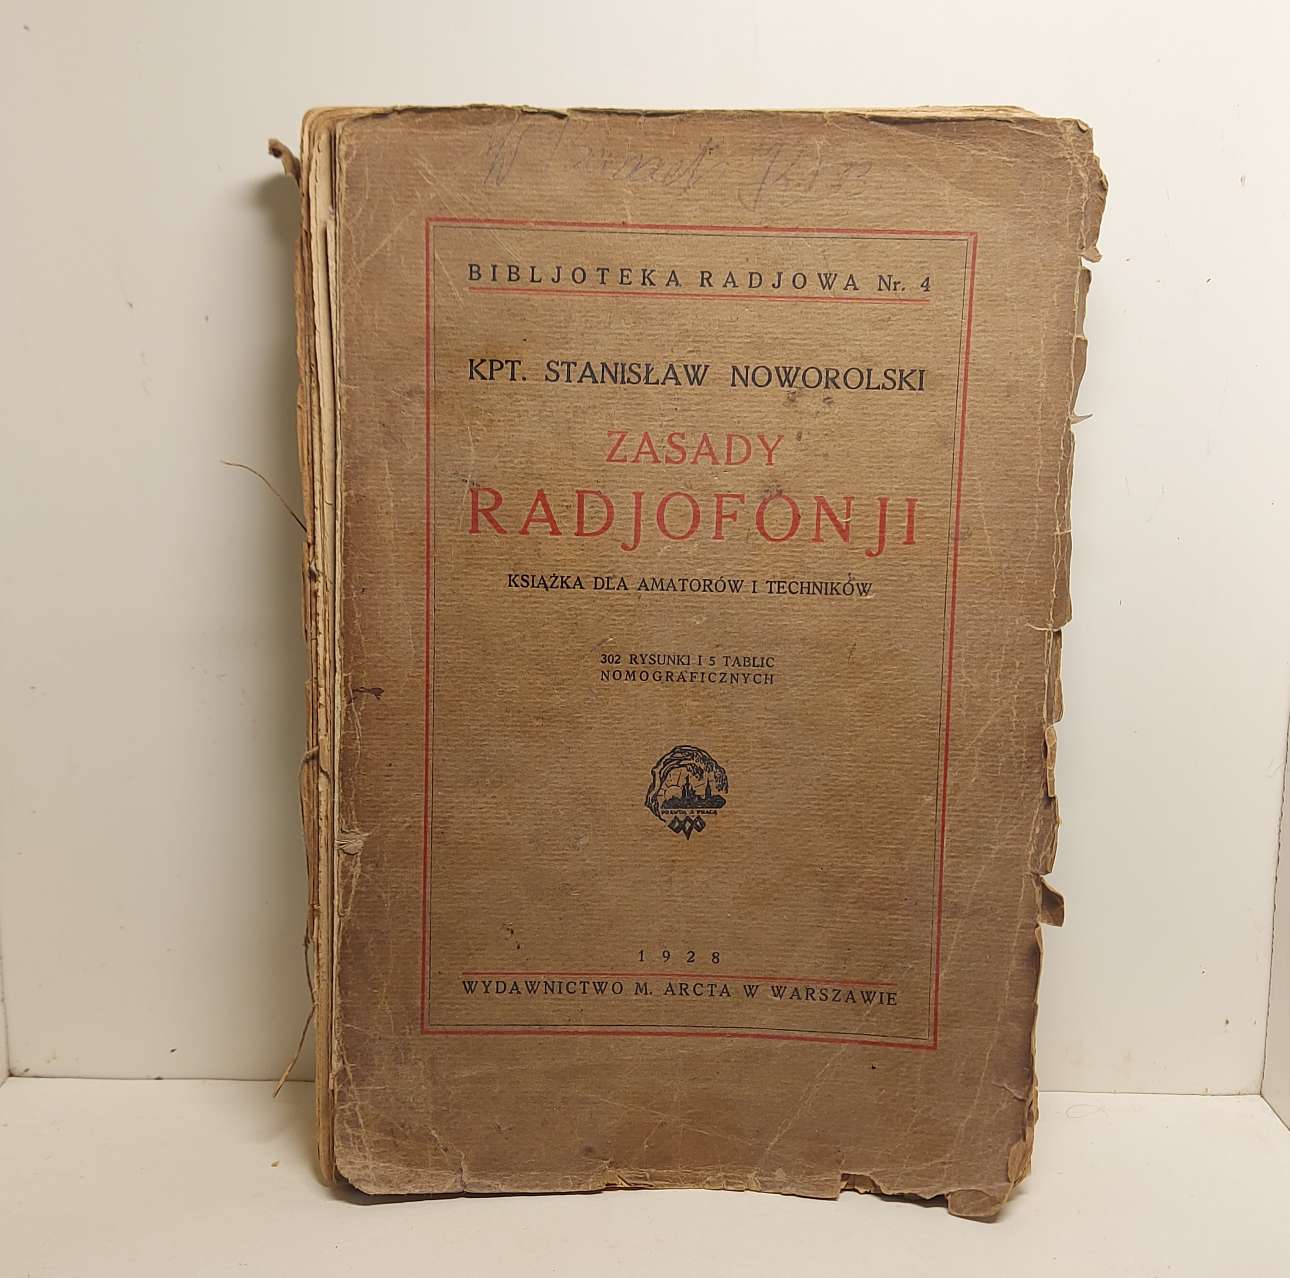 BIBLJOTEKA RADJOWA Nr. 4
KPT. STANISŁAW NOWOROLSKI
ZASADY
RADJOFONJI
KSIĄŻKA DLA AMATORÓW I TECHNIKÓW
302 RYSUNKI I 5 TABLIC
NOMOGRAFICZNYCH
1928
WYDAWNICTWO M. ARCTA W WARSZAWIE